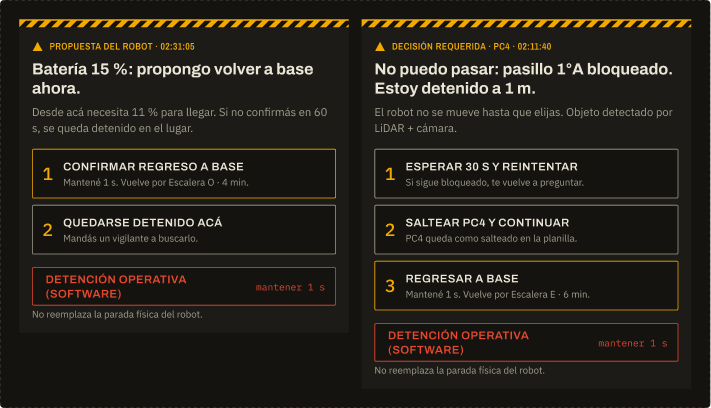 PROPUESTA DEL ROBOT · 02:31:05
Batería 15 %: propongo volver a base
ahora.
Desde acá necesita 11 % para llegar. Si no confirmás en 60
s, se queda detenido en el lugar.
1 CONFIRMAR REGRESO A BASE
Mantené 1 s. Vuelve por Escalera O · 4 min.
2 QUEDARSE DETENIDO ACÁ
Mandás un vigilante a buscarlo.
DETENCIÓN OPERATIVA
(SOFTWARE)
mantener 1 s
No reemplaza la parada física del robot.
DECISIÓN REQUERIDA · PC4 · 02:11:40
No puedo pasar: pasillo 1°A bloqueado.
Estoy detenido a 1 m.
El robot no se mueve hasta que elijas. Objeto detectado por
LiDAR + cámara.
1 ESPERAR 30 S Y REINTENTAR
Si sigue bloqueado, te vuelve a preguntar.
2 SALTEAR PC4 Y CONTINUAR
PC4 queda como salteado en la planilla.
3 REGRESAR A BASE
Mantené 1 s. Vuelve por Escalera E · 6 min.
DETENCIÓN OPERATIVA
(SOFTWARE)
mantener 1 s
No reemplaza la parada física del robot.